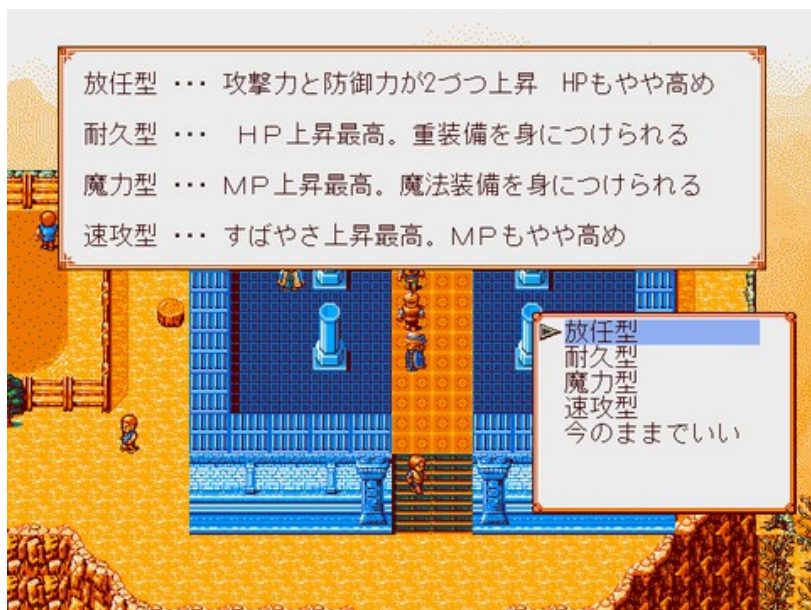 放任型 ･･･ 攻撃力と防御力が2づつ上昇　HPもやや高め
耐久型 ･･･　ＨＰ上昇最高。重装備を身につけられる
魔力型 ･･･ ＭＰ上昇最高。魔法装備を身につけられる
速攻型 ･･･ すばやさ上昇最高。ＭＰもやや高め
放任型
耐久型
魔力型
速攻型
今のままでいい